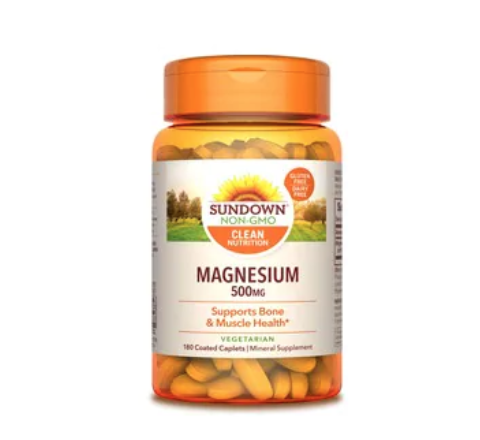 GLUTEN
FREE
DAIRY
FREE
SUNDOWN®
NON-GMO
CLEAN
NUTRITION
MAGNESIUM
500MG
Supports Bone
& Muscle Health*
VEGETARIAN
180 Coated Caplets | Mineral Supplement